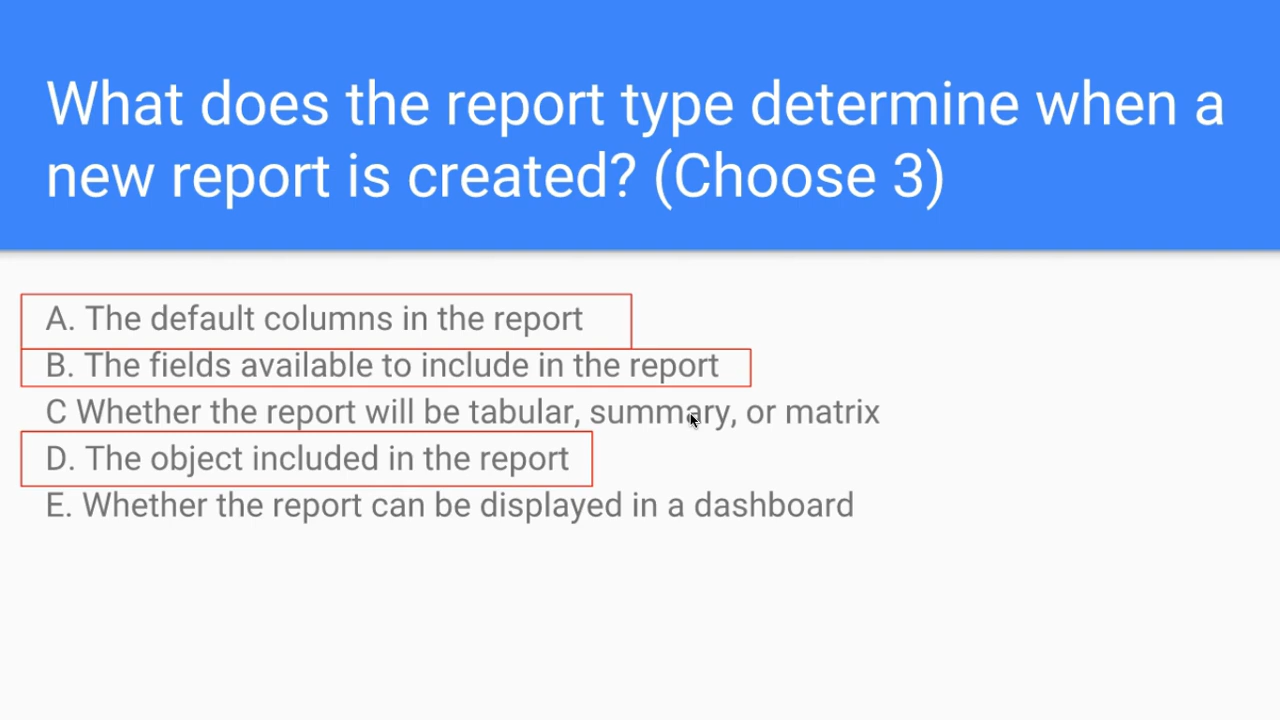 What does the report type determine when a
new report is created? (Choose 3)
A. The default columns in the report
B. The fields available to include in the report
C Whether the report will be tabular, summary, or matrix
D. The object included in the report
E. Whether the report can be displayed in a dashboard